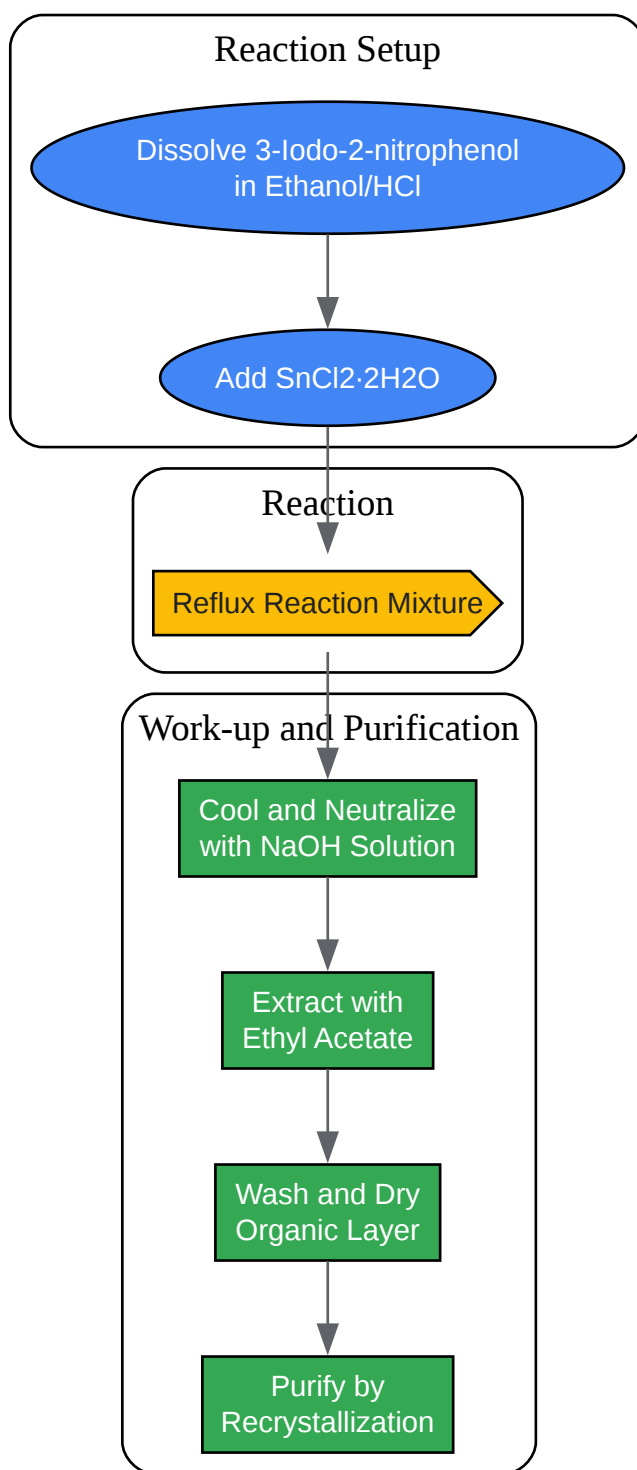 Reaction Setup
Dissolve 3-Iodo-2-nitrophenol
in Ethanol/HCl
Add SnCl2·2H2O
Reaction
Reflux Reaction Mixture
Work-up and Purification
Cool and Neutralize
with NaOH Solution
Extract with
Ethyl Acetate
Wash and Dry
Organic Layer
Purify by
Recrystallization